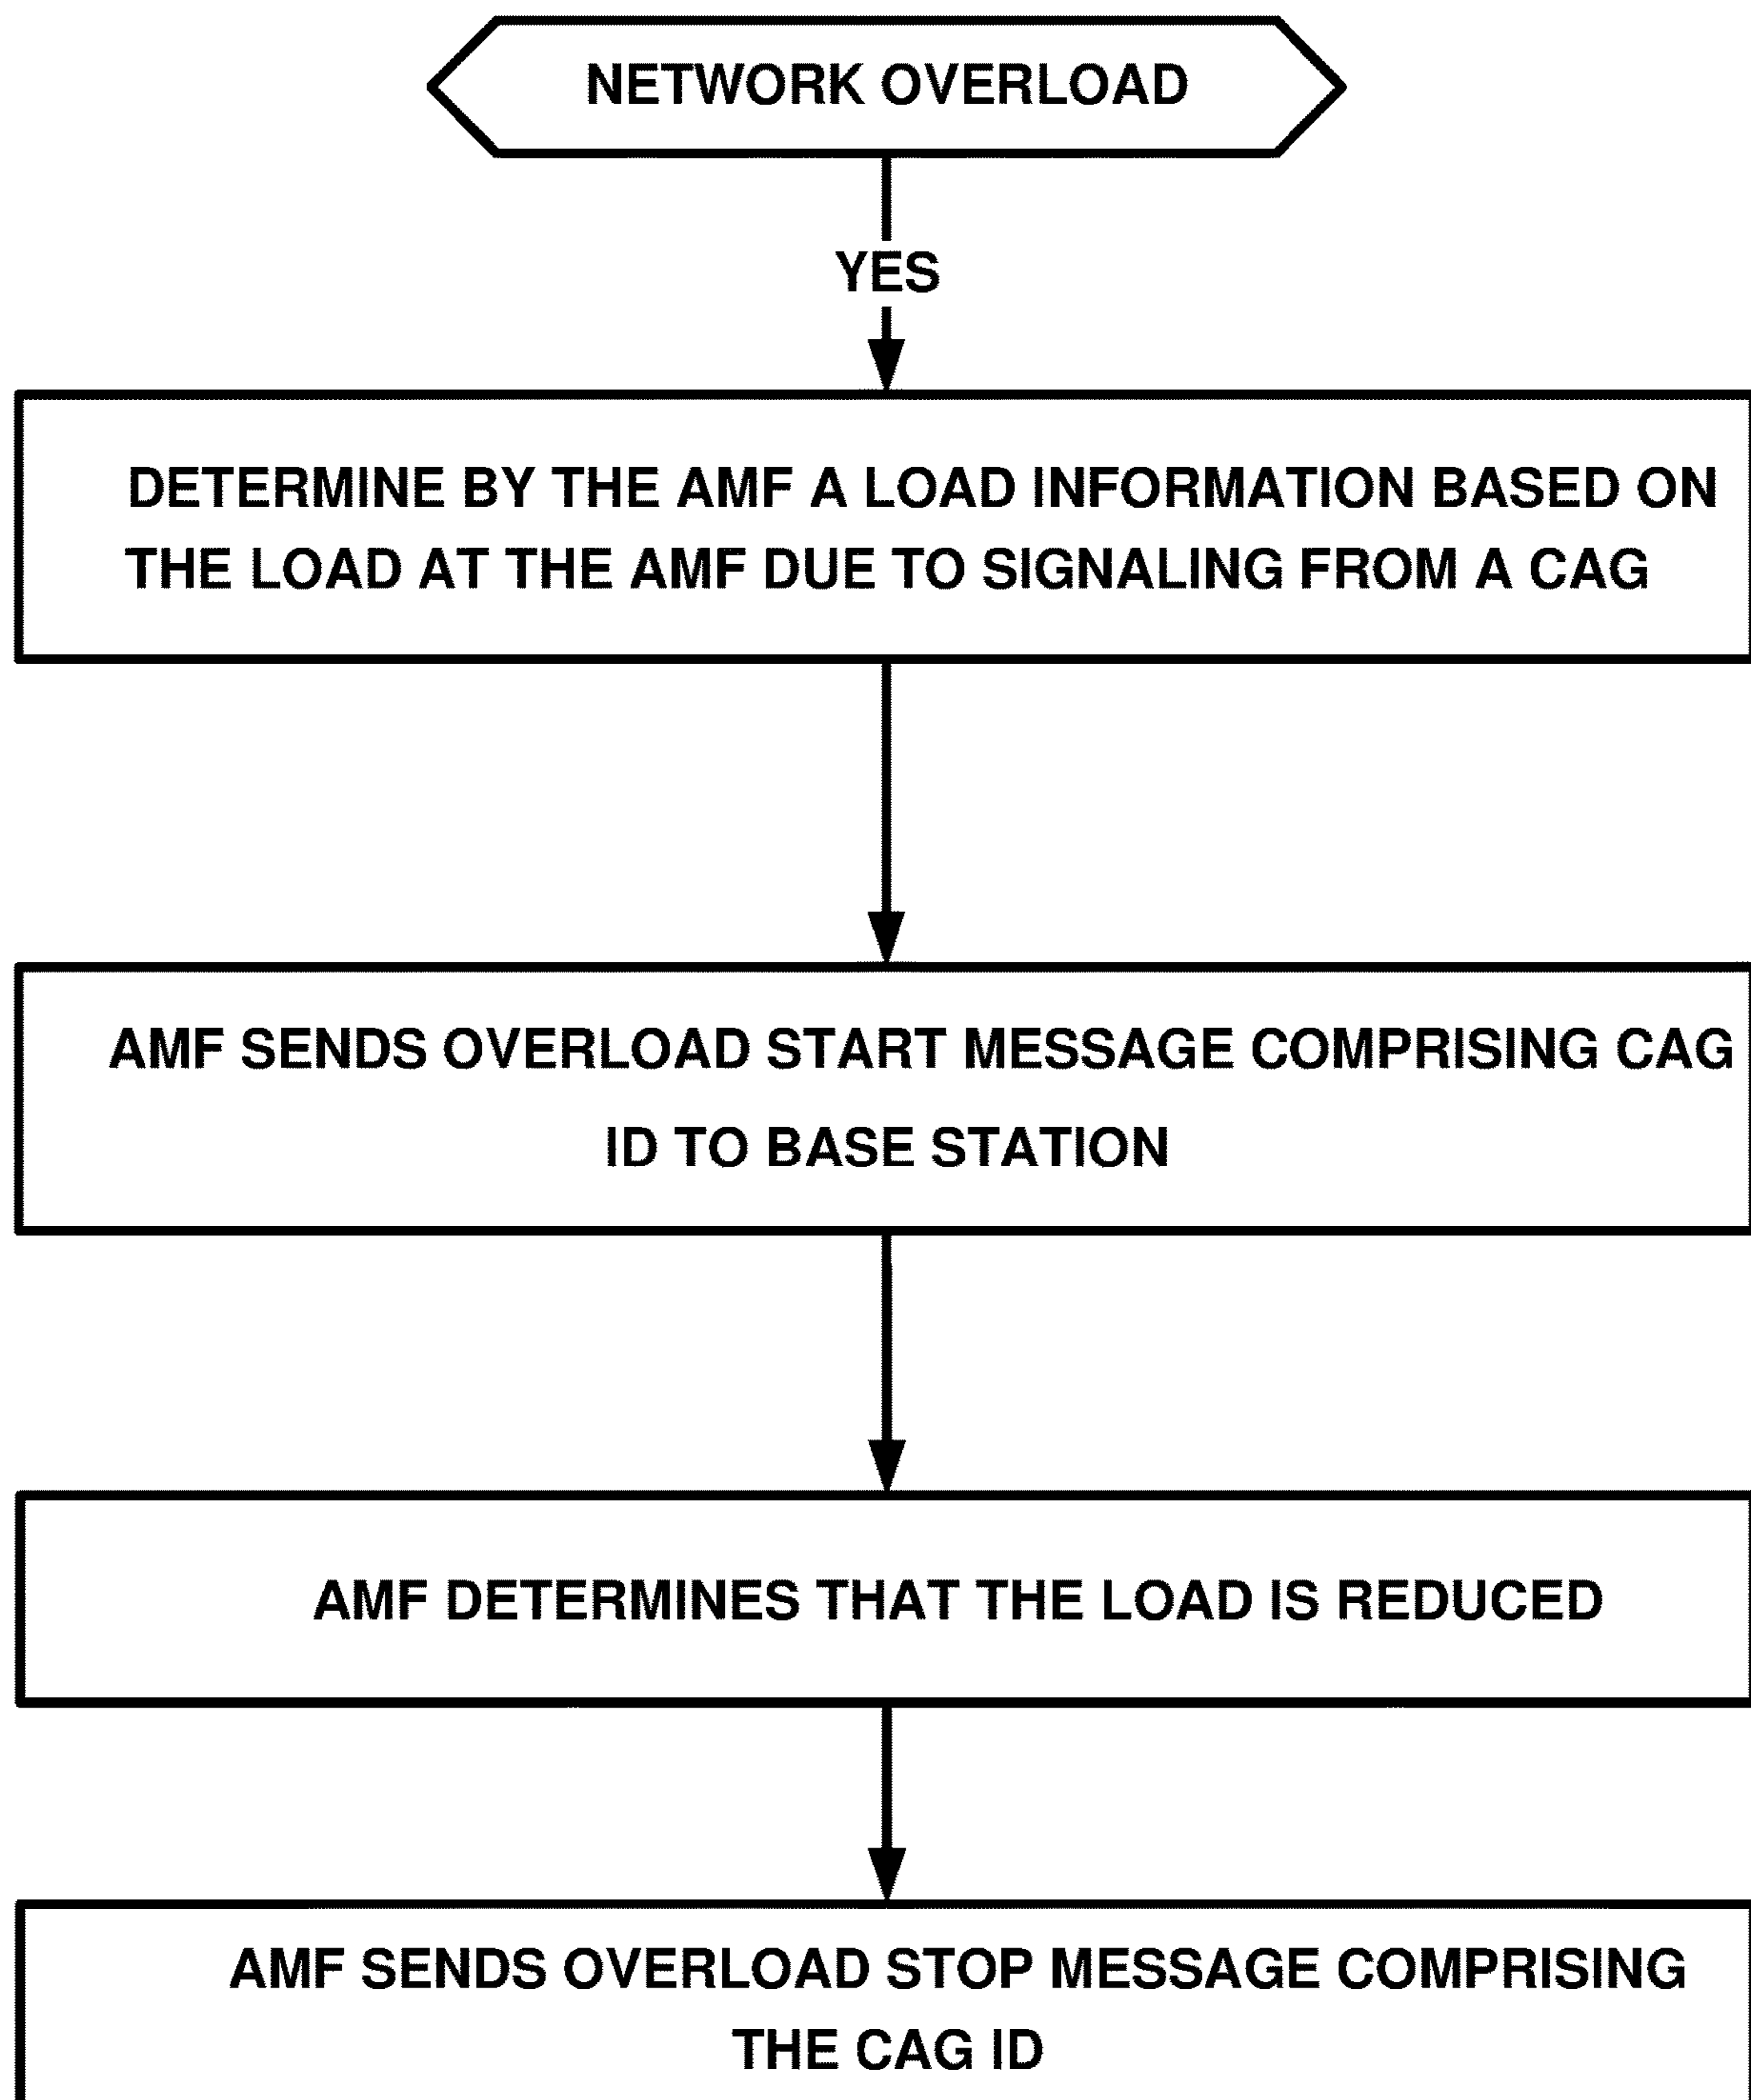 NETWORK OVERLOAD
YES
DETERMINE BY THE AMF A LOAD INFORMATION BASED ON
THE LOAD AT THE AMF DUE TO SIGNALING FROM A CAG
AMF SENDS OVERLOAD START MESSAGE COMPRISING CAG
ID TO BASE STATION
AMF DETERMINES THAT THE LOAD IS REDUCED
AMF SENDS OVERLOAD STOP MESSAGE COMPRISING
THE CAG ID